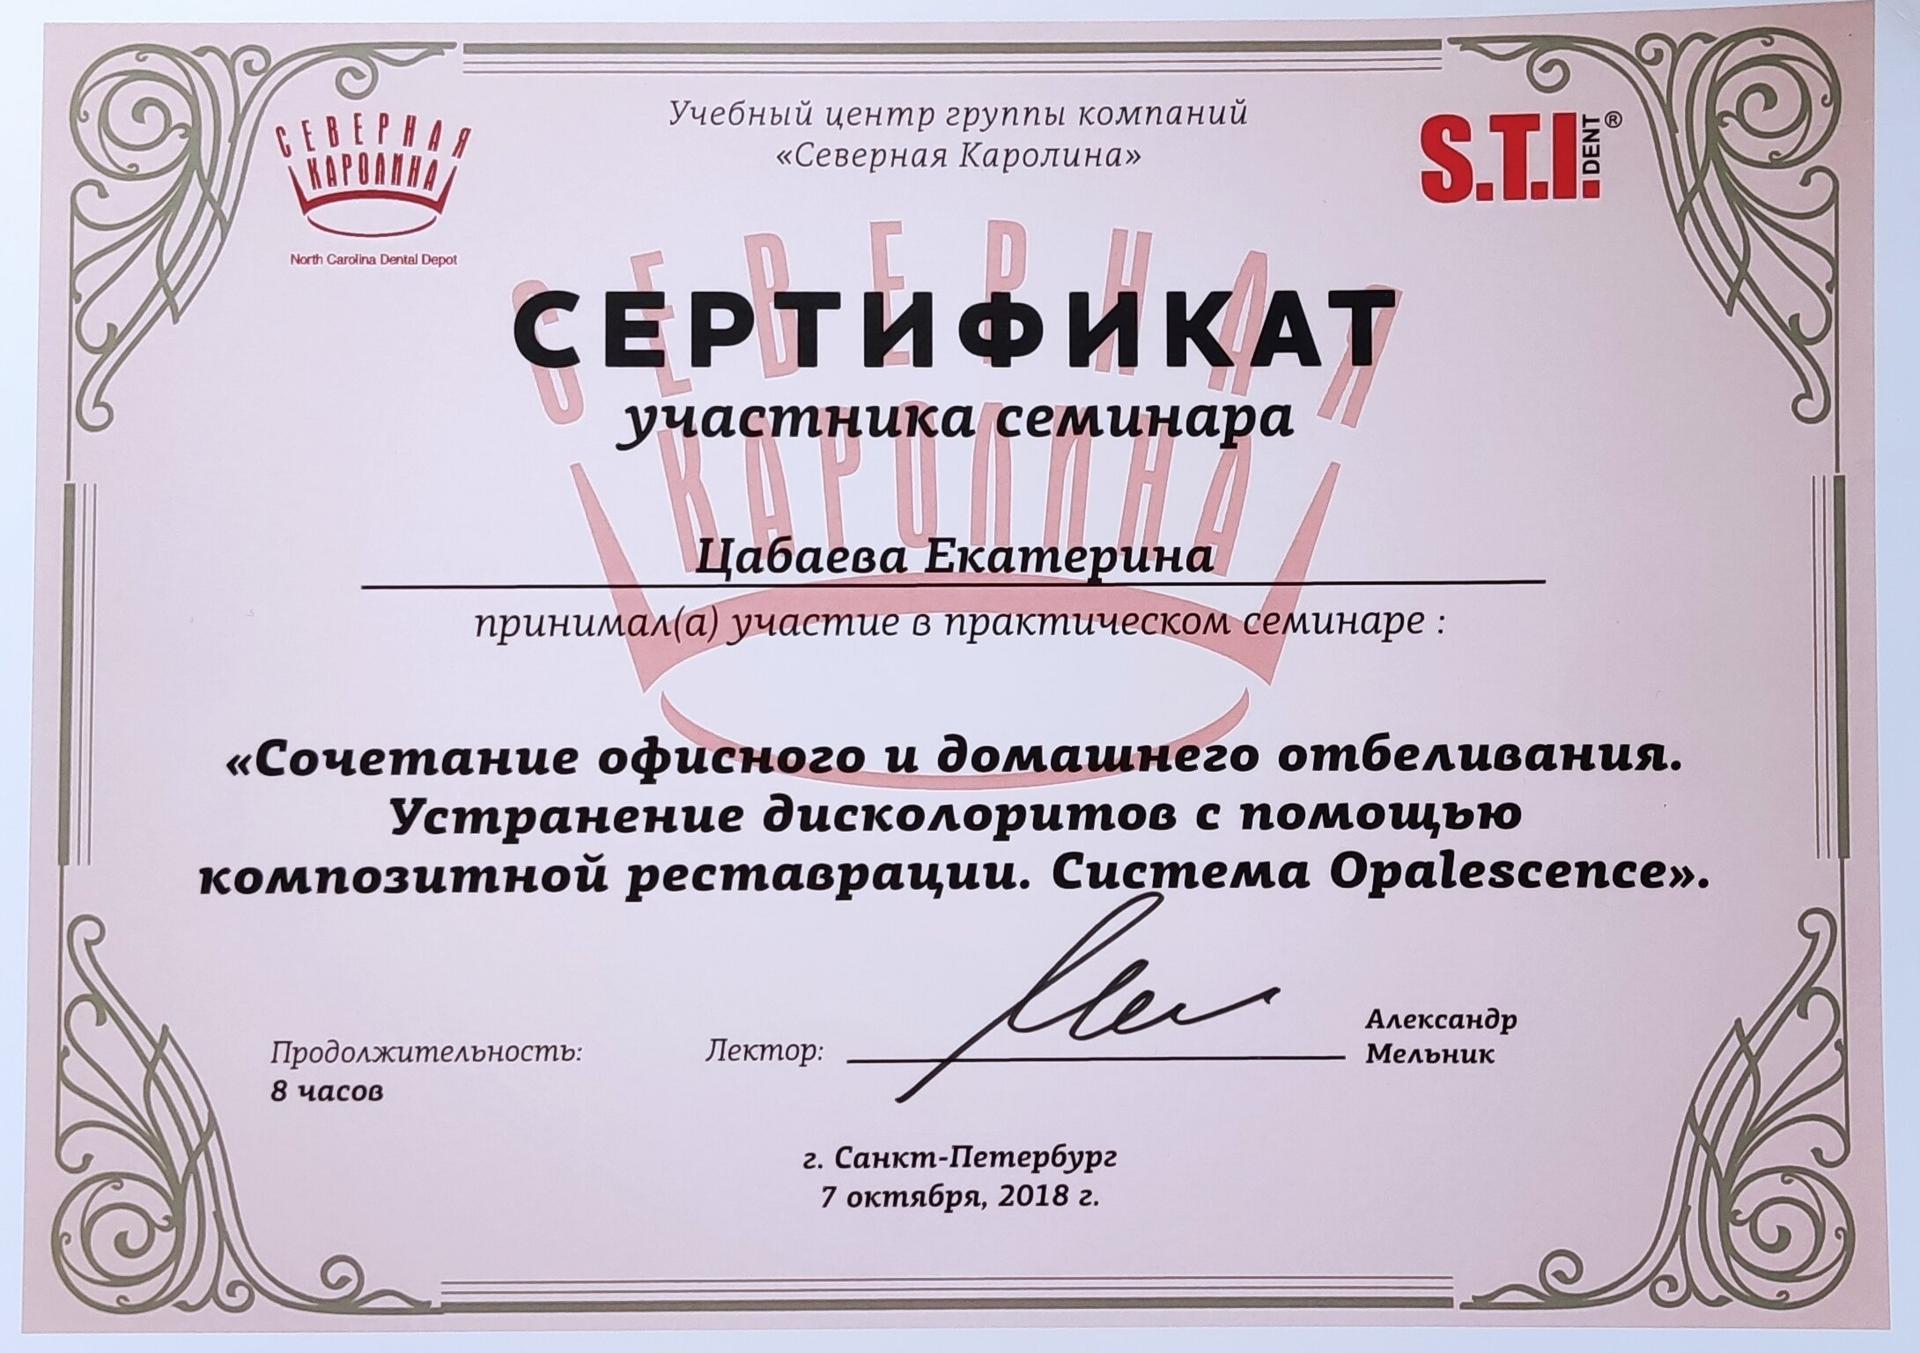 СЕВЕРНАЯ
КАРОЛИНА
North Carolina Dental Depot
Учебный центр группы компаний
«Северная Каролина»
S.T.I. DENT®
СЕВЕРНАЯ
КАРОЛИНА
СЕРТИФИКАТ
участника семинара
Цабаева Екатерина
принимал(а) участие в практическом семинаре :
«Сочетание офисного и домашнего отбеливания.
Устранение дисколоритов с помощью
композитной реставрации. Система Opalescence».
Продолжительность:
8 часов
Лектор:
Александр
Мельник
г. Санкт-Петербург
7 октября, 2018 г.